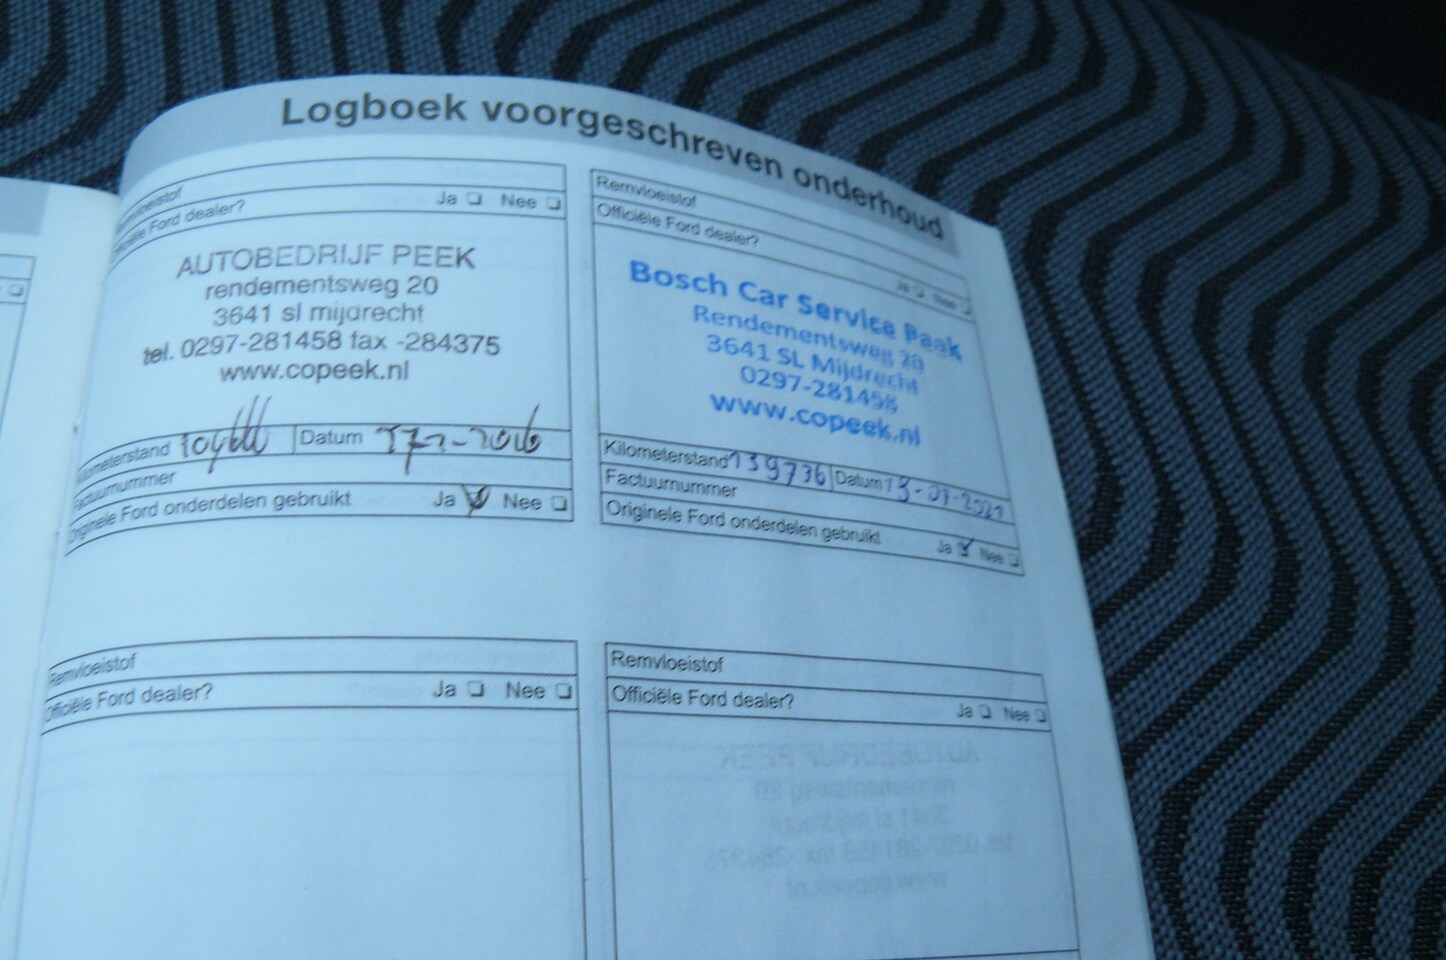 Logboek voorgeschreven onderhoud
Officiële Ford dealer? Ja Nee
AUTOBEDRIJF PEEK
rendementsweg 20
3641 sl mijdrecht
tel. 0297-281458 fax -284375
www.copeek.nl
Kilometerstand Datum
Factuurnummer
Originele Ford onderdelen gebruikt Ja Nee
Remvloeistof
Officiële Ford dealer? Ja Nee
Bosch Car Service Peek
Rendementsweg 20
3641 SL Mijdrecht
0297-281458
www.copeek.nl
Kilometerstand 139736 Datum 13-07-2021
Factuurnummer
Originele Ford onderdelen gebruikt Ja Nee
Remvloeistof
Officiële Ford dealer? Ja Nee
Remvloeistof
Officiële Ford dealer? Ja Nee